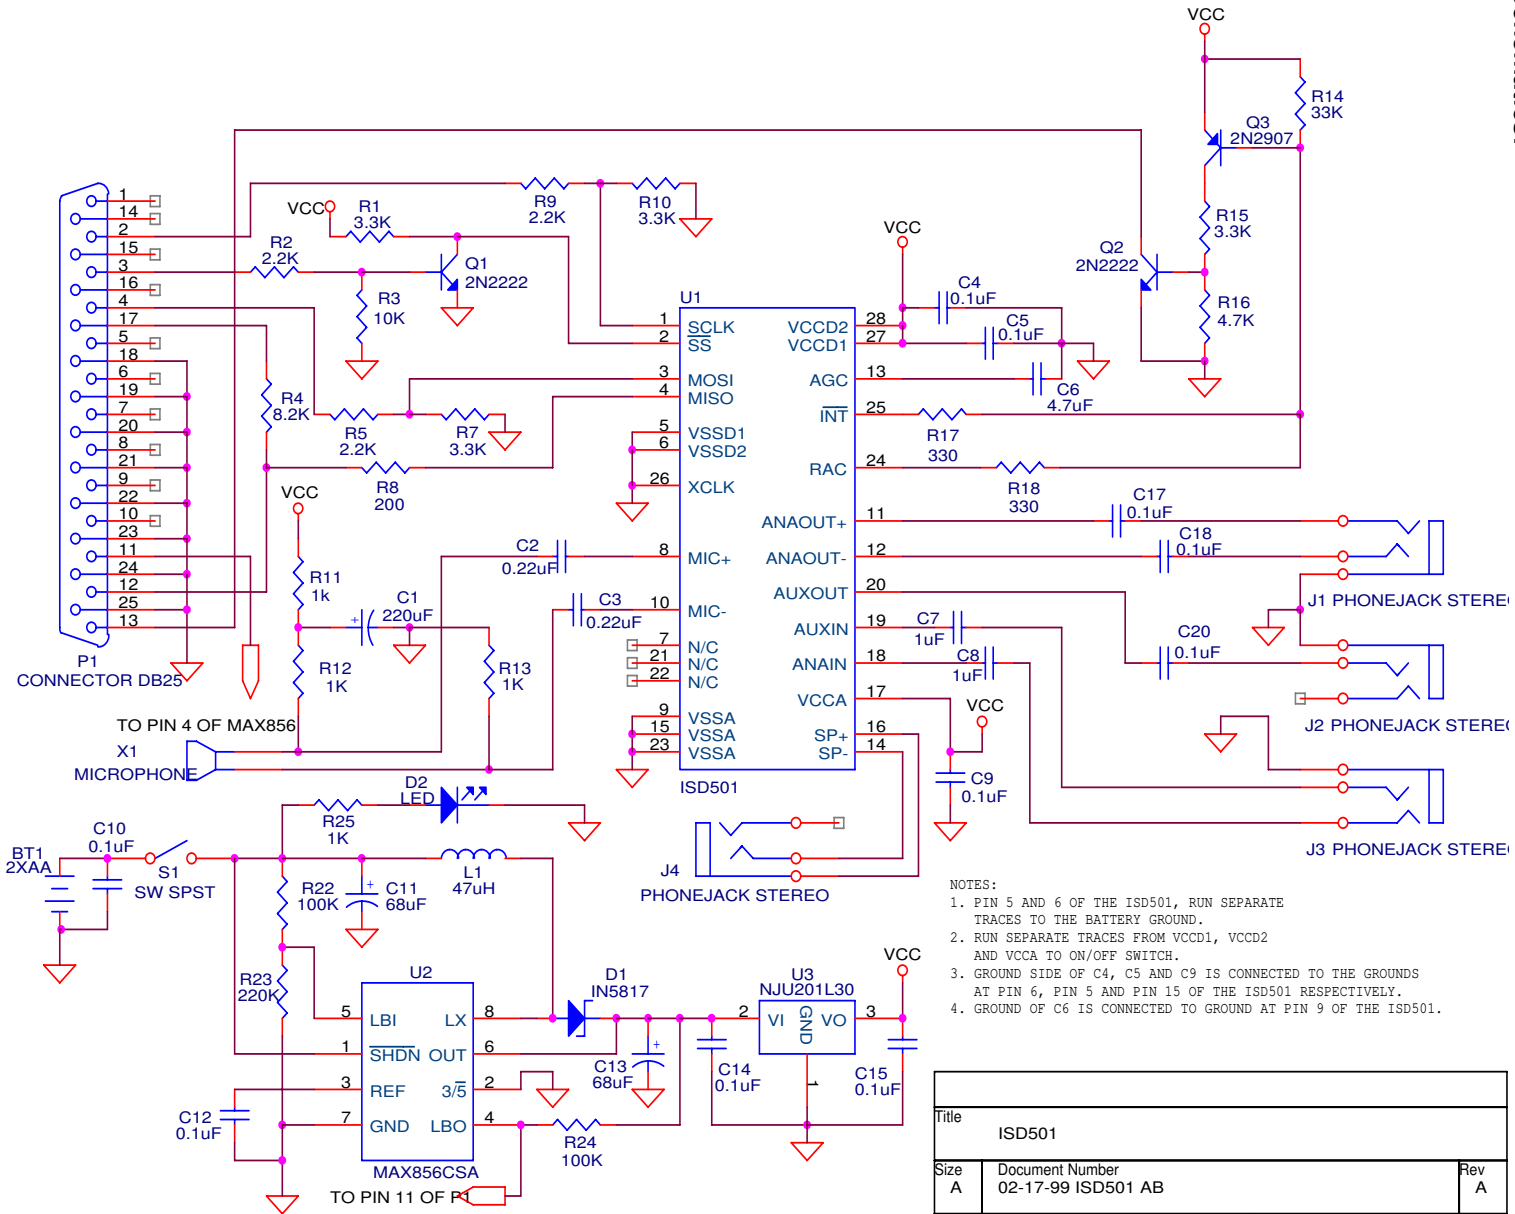 VCC
R14
33K
Q3
2N2907
R15
3.3K
Q2
2N2222
R16
4.7K
1
14
2
15
3
16
4
17
5
18
6
19
7
20
8
21
9
22
10
23
11
24
12
25
13
P1
CONNECTOR DB25
TO PIN 4 OF MAX856
VCC
R1
3.3K
R2
2.2K
R3
10K
Q1
2N2222
R9
2.2K
R10
3.3K
R4
8.2K
R5
2.2K
R7
3.3K
R8
200
VCC
R11
1k
R12
1K
C1
220uF
+
R13
1K
C2
0.22uF
C3
0.22uF
X1
MICROPHONE
U1
1 SCLK
2 SS
3 MOSI
4 MISO
5 VSSD1
6 VSSD2
26 XCLK
8 MIC+
10 MIC-
7 N/C
21 N/C
22 N/C
9 VSSA
15 VSSA
23 VSSA
VCCD2 28
VCCD1 27
AGC 13
INT 25
RAC 24
ANAOUT+ 11
ANAOUT- 12
AUXOUT 20
AUXIN 19
ANAIN 18
VCCA 17
SP+ 16
SP- 14
ISD501
VCC
C4
0.1uF
C5
0.1uF
C6
4.7uF
R17
330
R18
330
C17
0.1uF
C18
0.1uF
C7
1uF
C8
1uF
C20
0.1uF
VCC
C9
0.1uF
J1 PHONEJACK STERE
J2 PHONEJACK STEREO
J3 PHONEJACK STERE
J4
PHONEJACK STEREO
D2
LED
R25
1K
C10
0.1uF
BT1
2XAA
S1
SW SPST
R22
100K
C11
68uF
+
L1
47uH
R23
220K
U2
5 LBI
1 SHDN
3 REF
7 GND
LX 8
OUT 6
3/5 2
LBO 4
MAX856CSA
C12
0.1uF
D1
IN5817
C13
68uF
+
R24
100K
TO PIN 11 OF P1
C14
0.1uF
U3
NJU201L30
2 VI
GND
VO 3
1
VCC
C15
0.1uF
NOTES:
1. PIN 5 AND 6 OF THE ISD501, RUN SEPARATE
TRACES TO THE BATTERY GROUND.
2. RUN SEPARATE TRACES FROM VCCD1, VCCD2
AND VCCA TO ON/OFF SWITCH.
3. GROUND SIDE OF C4, C5 AND C9 IS CONNECTED TO THE GROUNDS
AT PIN 6, PIN 5 AND PIN 15 OF THE ISD501 RESPECTIVELY.
4. GROUND OF C6 IS CONNECTED TO GROUND AT PIN 9 OF THE ISD501.
Title
ISD501
Size
A
Document Number
02-17-99 ISD501 AB
Rev
A